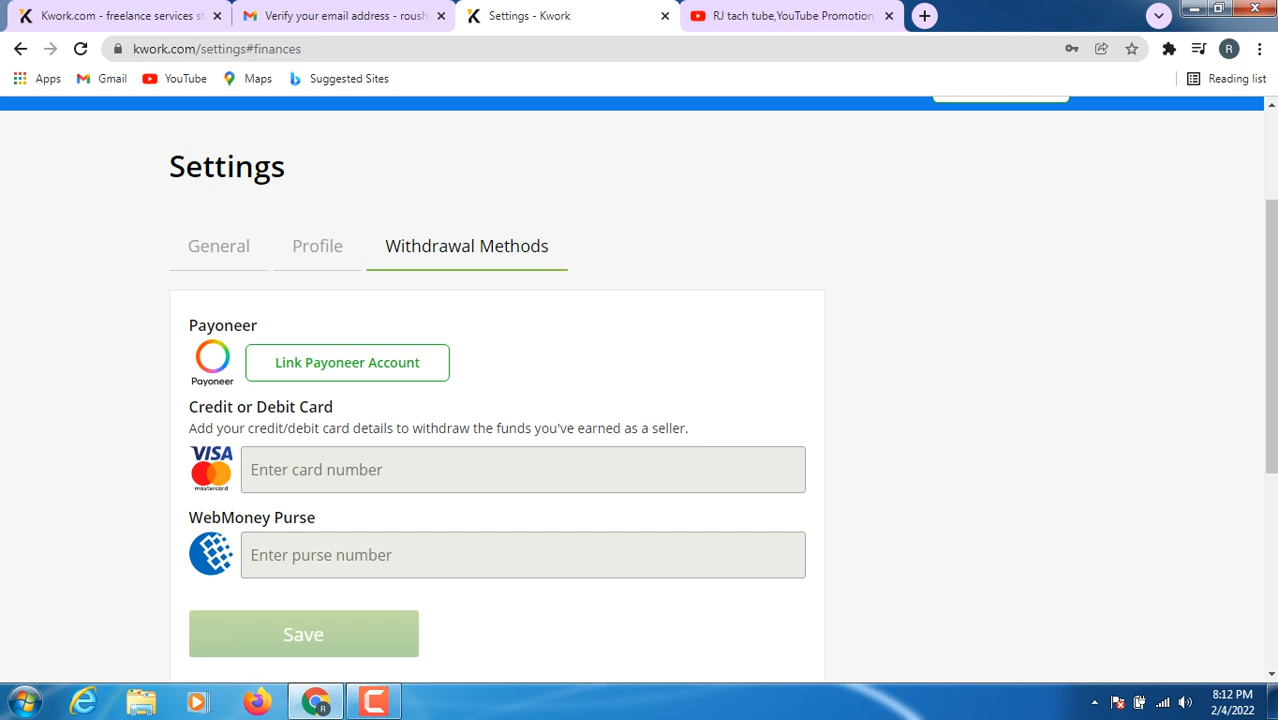 Kwork.com - freelance services st
Verify your email address - roush
Settings - Kwork
RJ tach tube,YouTube Promotion,
kwork.com/settings#finances
R
Apps
Gmail
YouTube
Maps
Suggested Sites
Reading list
Settings
General
Profile
Withdrawal Methods
Payoneer
Payoneer
Link Payoneer Account
Credit or Debit Card
Add your credit/debit card details to withdraw the funds you've earned as a seller.
VISA
mastercard
Enter card number
WebMoney Purse
Enter purse number
Save
R
8:12 PM
2/4/2022